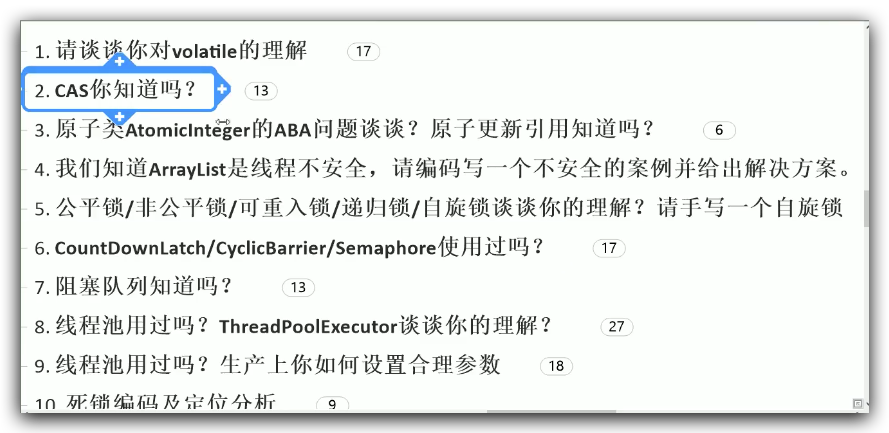 1. 请谈谈你对volatile的理解 17
2. CAS你知道吗？ 13
3. 原子类AtomicInteger的ABA问题谈谈？原子更新引用知道吗？ 6
4. 我们知道ArrayList是线程不安全，请编码写一个不安全的案例并给出解决方案。
5. 公平锁/非公平锁/可重入锁/递归锁/自旋锁谈谈你的理解？请手写一个自旋锁
6. CountDownLatch/CyclicBarrier/Semaphore使用过吗？ 17
7. 阻塞队列知道吗？ 13
8. 线程池用过吗？ThreadPoolExecutor谈谈你的理解？ 27
9. 线程池用过吗？生产上你如何设置合理参数 18
10. 死锁编码及定位分析 9